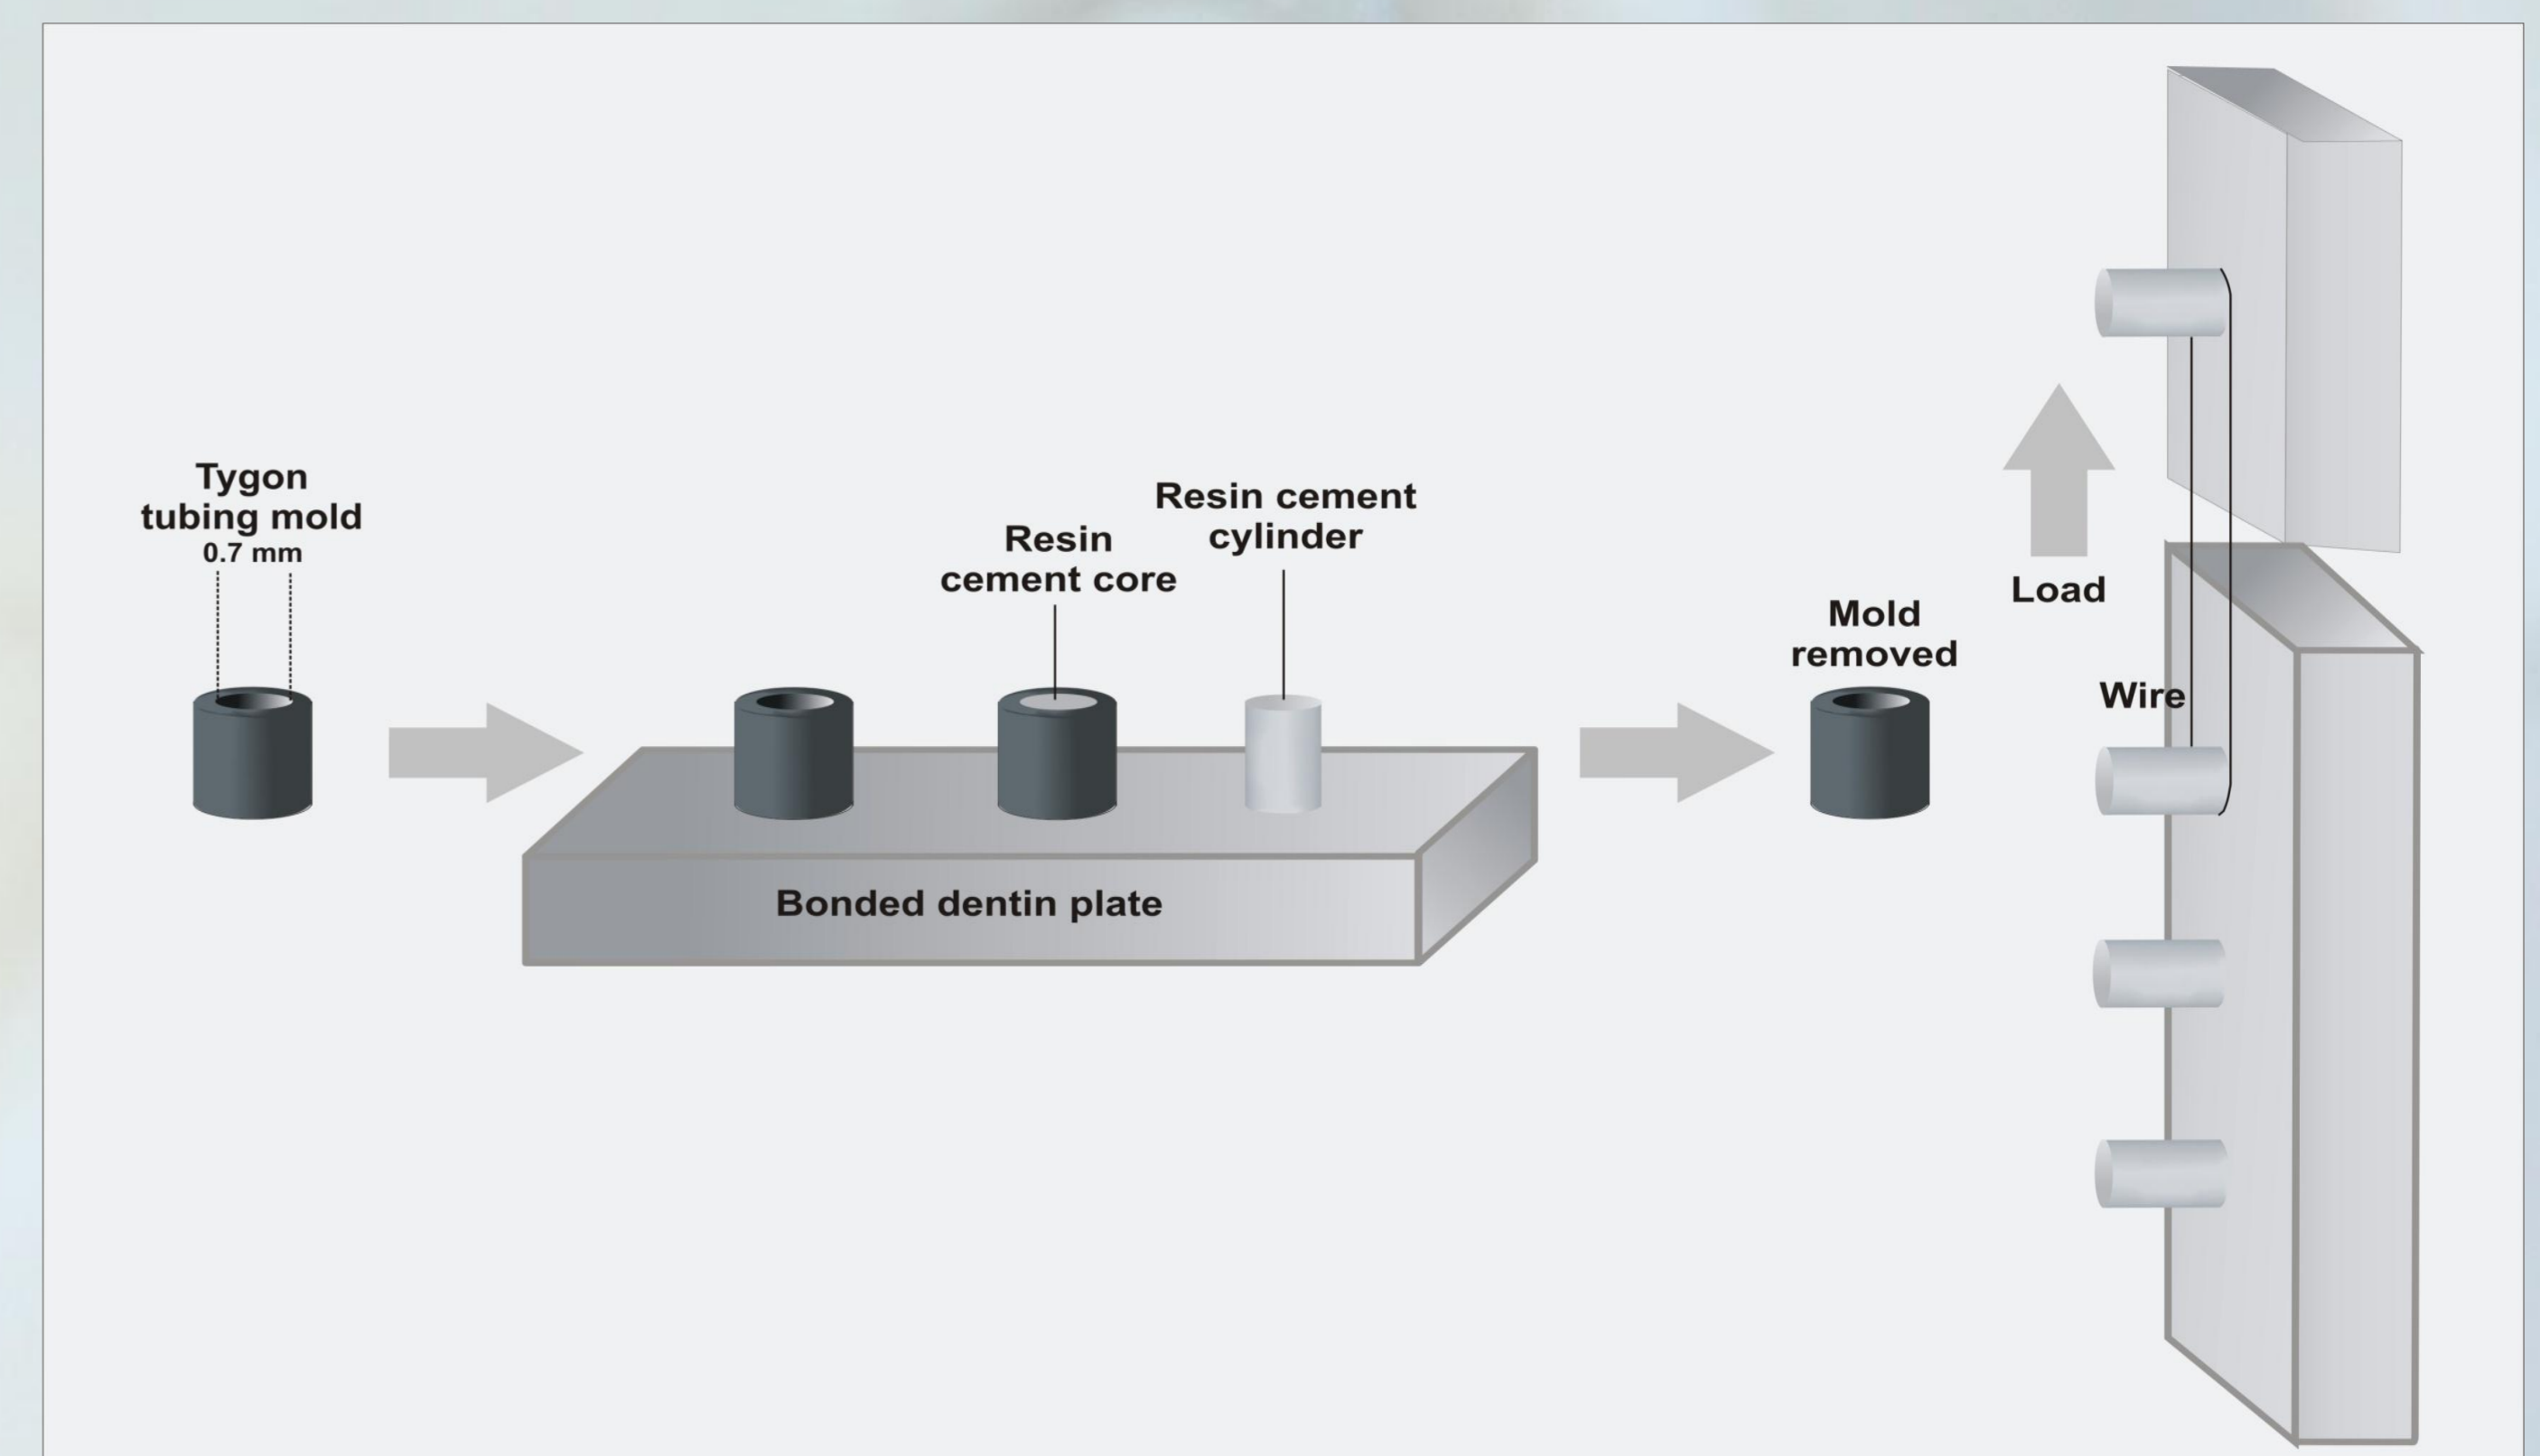 Tygon
tubing mold
0.7 mm
Resin
cement core
Resin cement
cylinder
Bonded dentin plate
Mold
removed
Load
Wire